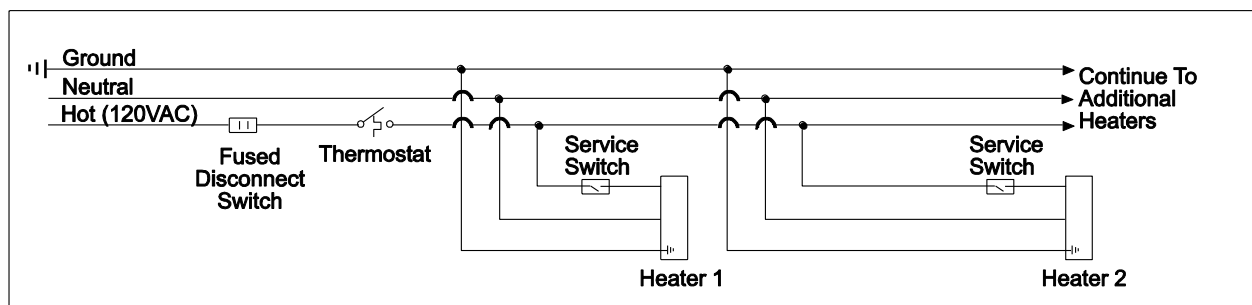 Ground
Neutral
Hot (120VAC)
Continue To
Additional
Heaters
Fused
Disconnect
Switch
Thermostat
Service
Switch
Service
Switch
Heater 1
Heater 2